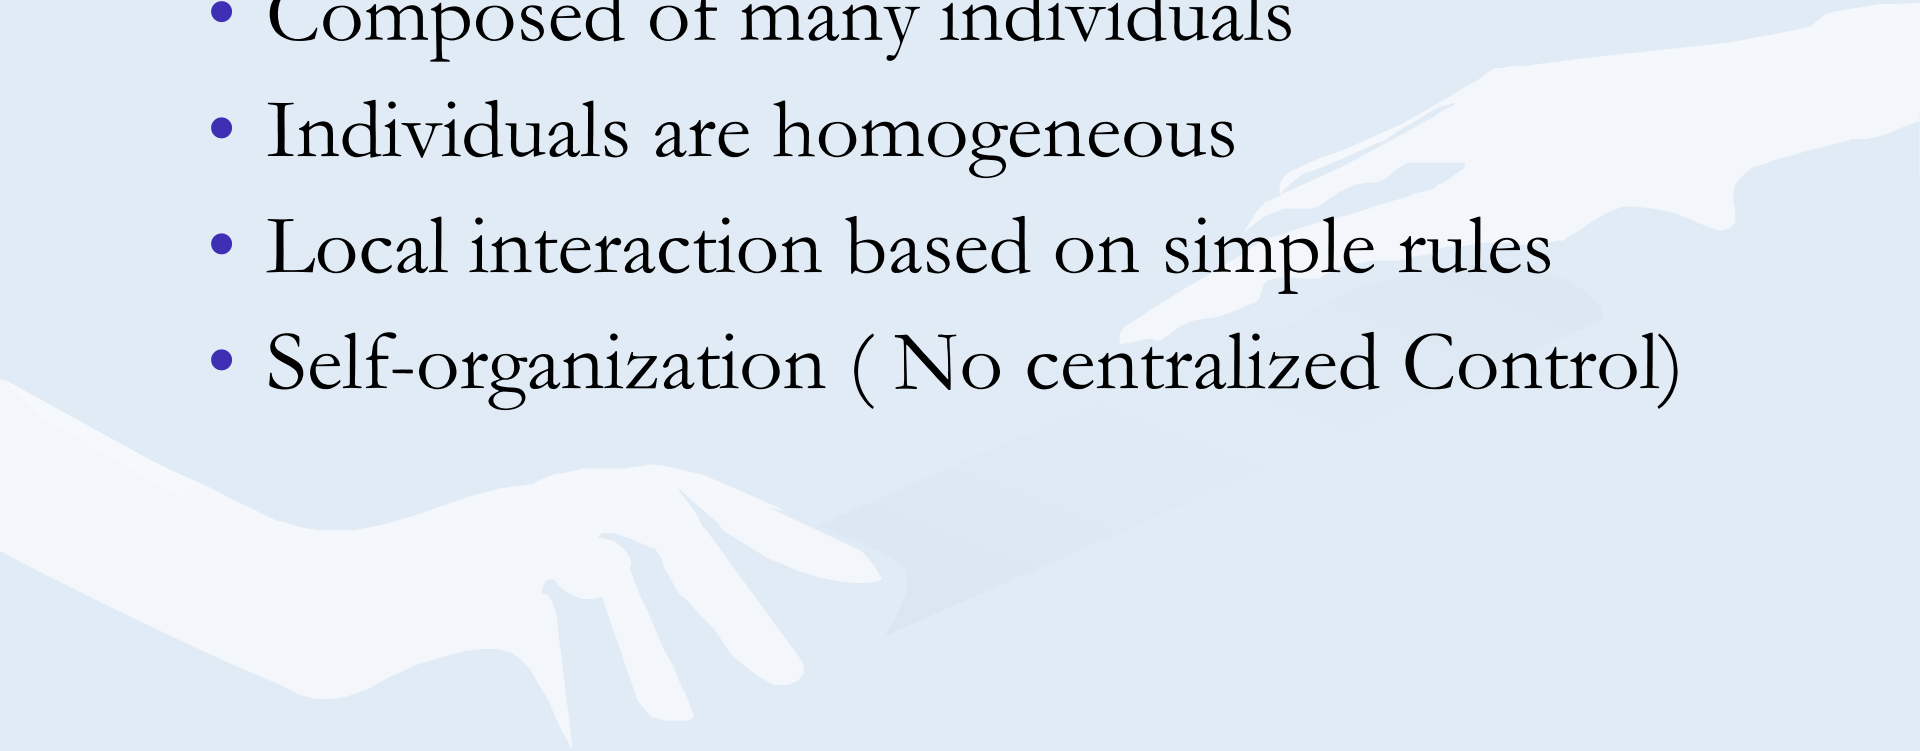 • Composed of many individuals
• Individuals are homogeneous
• Local interaction based on simple rules
• Self-organization ( No centralized Control)